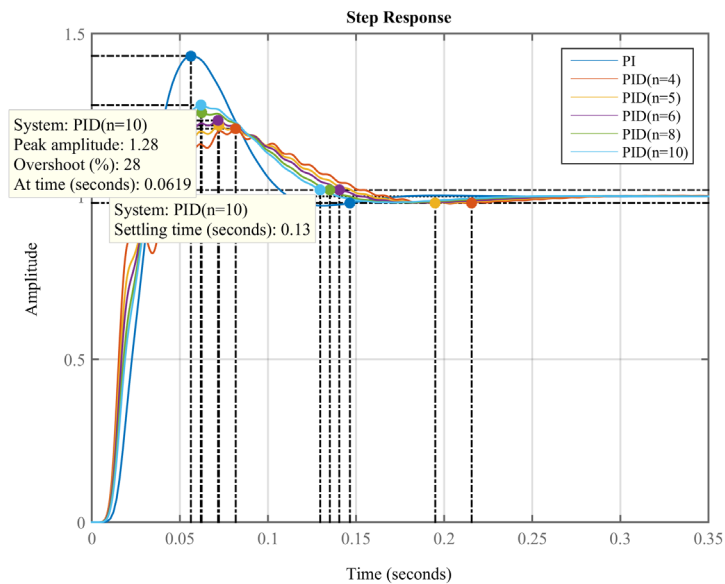 Step Response
1.5
PI
PID(n=4)
PID(n=5)
PID(n=6)
PID(n=8)
PID(n=10)
System: PID(n=10)
Peak amplitude: 1.28
Overshoot (%): 28
At time (seconds): 0.0619
1
System: PID(n=10)
Settling time (seconds): 0.13
Amplitude
0.5
0
0 0.05 0.1 0.15 0.2 0.25 0.3 0.35
Time (seconds)